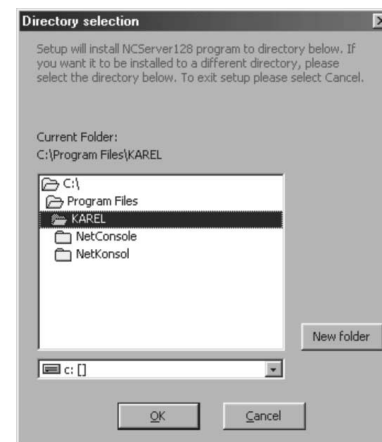 Directory selection
Setup will install NCServer128 program to directory below. If
you want it to be installed to a different directory, please
select the directory below. To exit setup please select Cancel.
Current Folder:
C:\Program Files\KAREL
C:\
Program Files
KAREL
NetConsole
NetKonsol
New folder
c: []
OK
Cancel